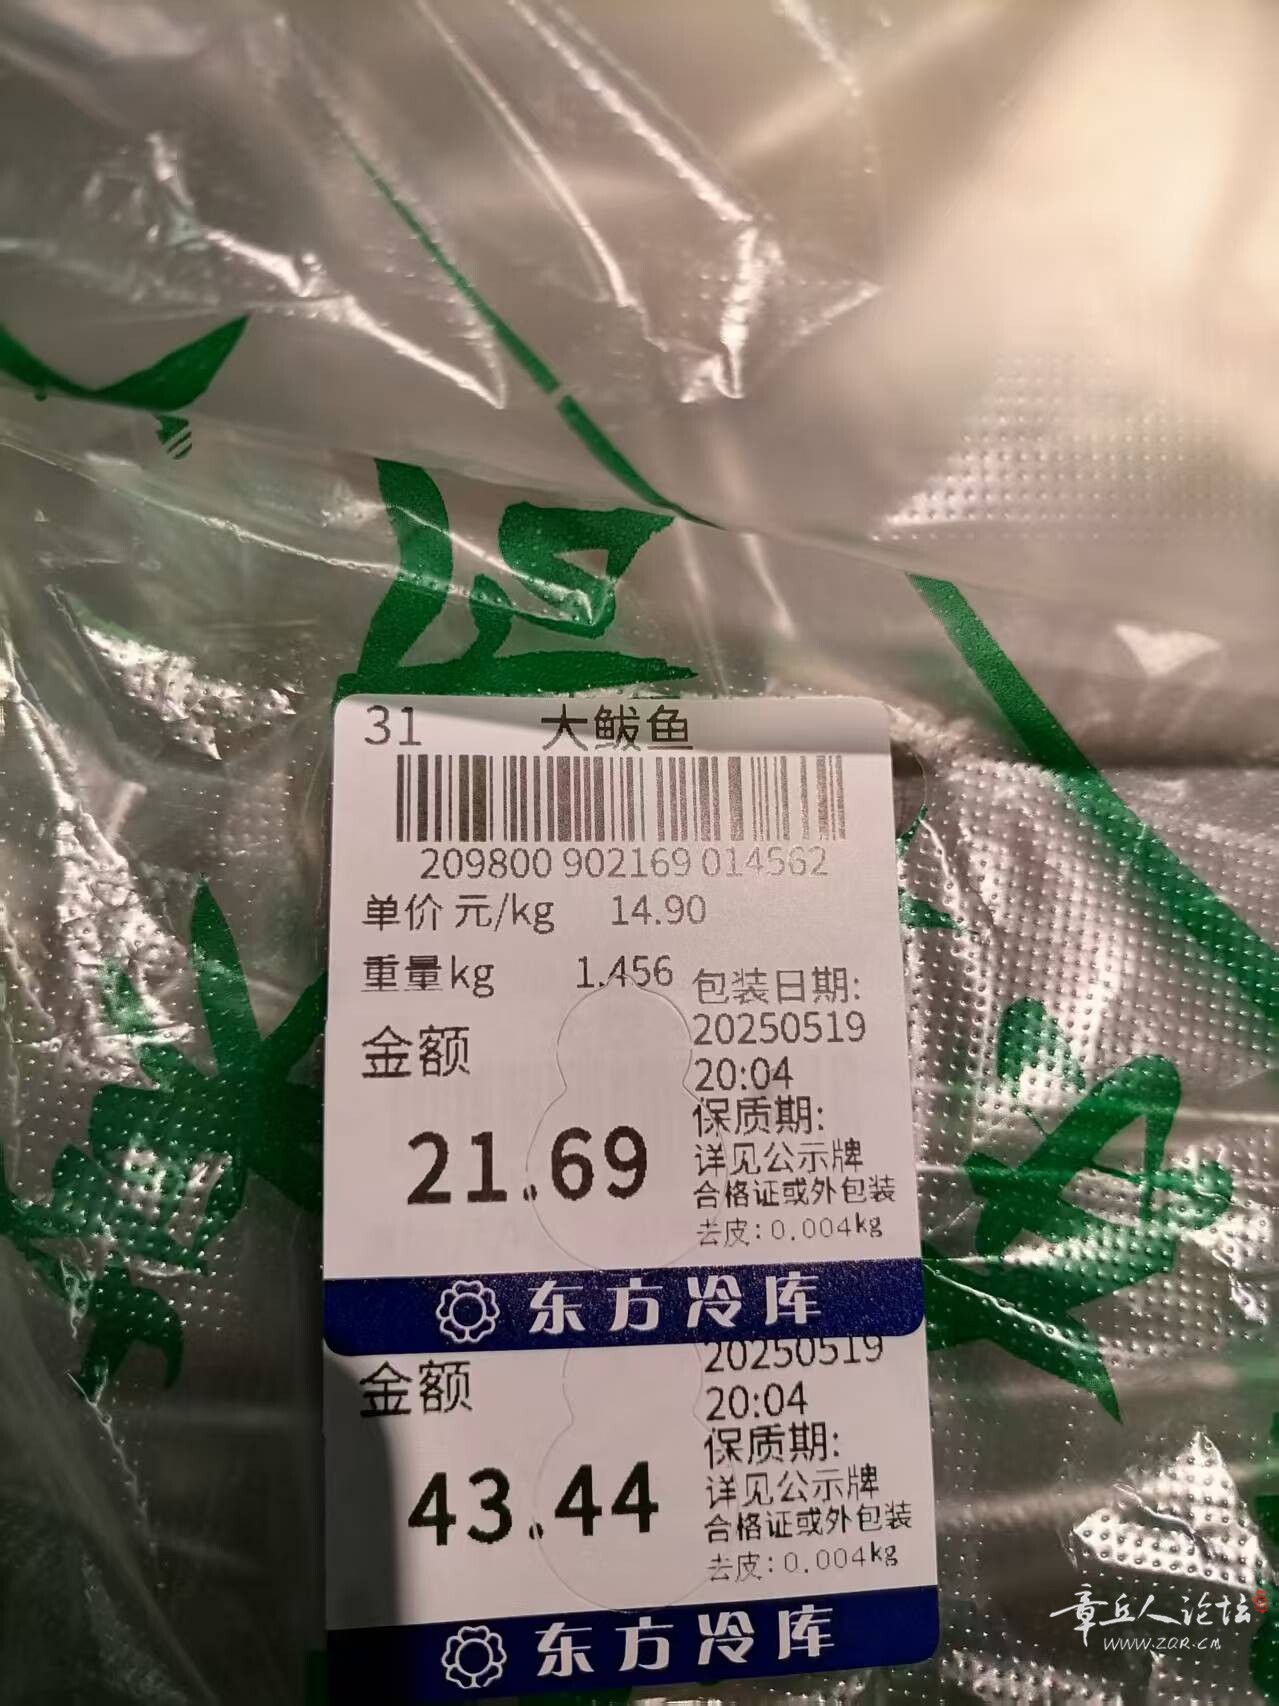 31 大鲅鱼
209800 902169 014562
单价 元/kg 14.90
重量kg 1.456
包装日期:
20250519
20:04
金额
21.69
保质期:
详见公示牌
合格证或外包装
去皮:0.004kg
东方冷库
20250519
20:04
金额
43.44
保质期:
详见公示牌
合格证或外包装
去皮:0.004kg
东方冷库
章丘人论坛
WWW.ZQR.CN